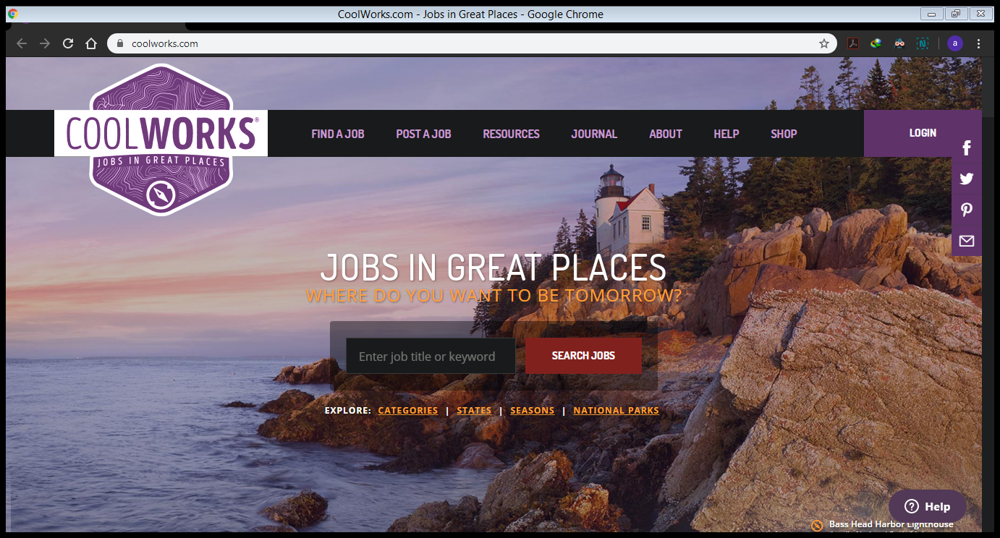 CoolWorks.com - Jobs in Great Places - Google Chrome
coolworks.com
a
COOLWORKS®
JOBS IN GREAT PLACES
FIND A JOB
POST A JOB
RESOURCES
JOURNAL
ABOUT
HELP
SHOP
LOGIN
JOBS IN GREAT PLACES
WHERE DO YOU WANT TO BE TOMORROW?
Enter job title or keyword
SEARCH JOBS
EXPLORE: CATEGORIES | STATES | SEASONS | NATIONAL PARKS
Help
Bass Head Harbor Lighthouse